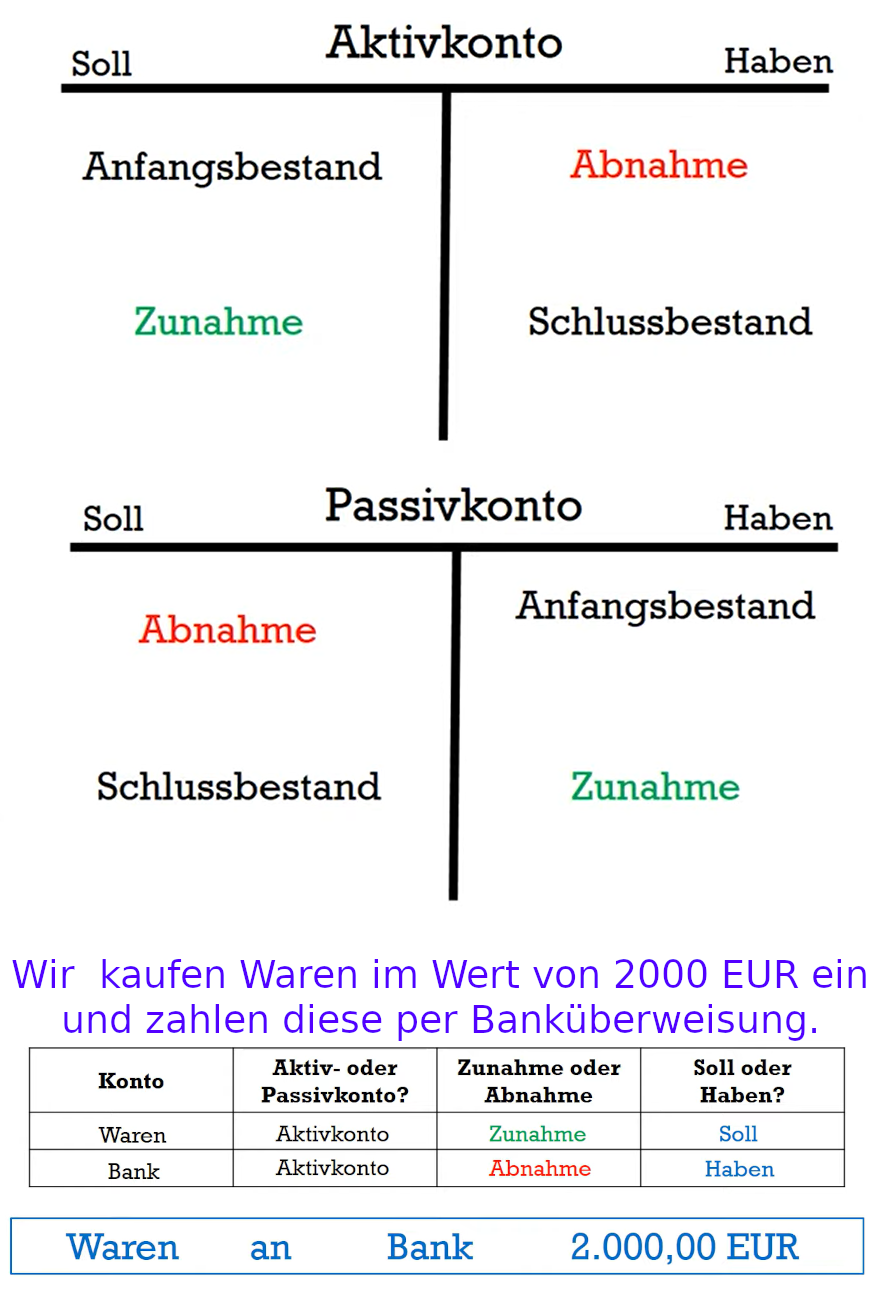 Aktivkonto
Soll Haben
Anfangsbestand Abnahme
Zunahme Schlussbestand
Passivkonto
Soll Haben
Abnahme Anfangsbestand
Schlussbestand Zunahme
Wir kaufen Waren im Wert von 2000 EUR ein
und zahlen diese per Banküberweisung.
Konto Aktiv- oder Passivkonto? Zunahme oder Abnahme Soll oder Haben?
Waren Aktivkonto Zunahme Soll
Bank Aktivkonto Abnahme Haben
Waren an Bank 2.000,00 EUR